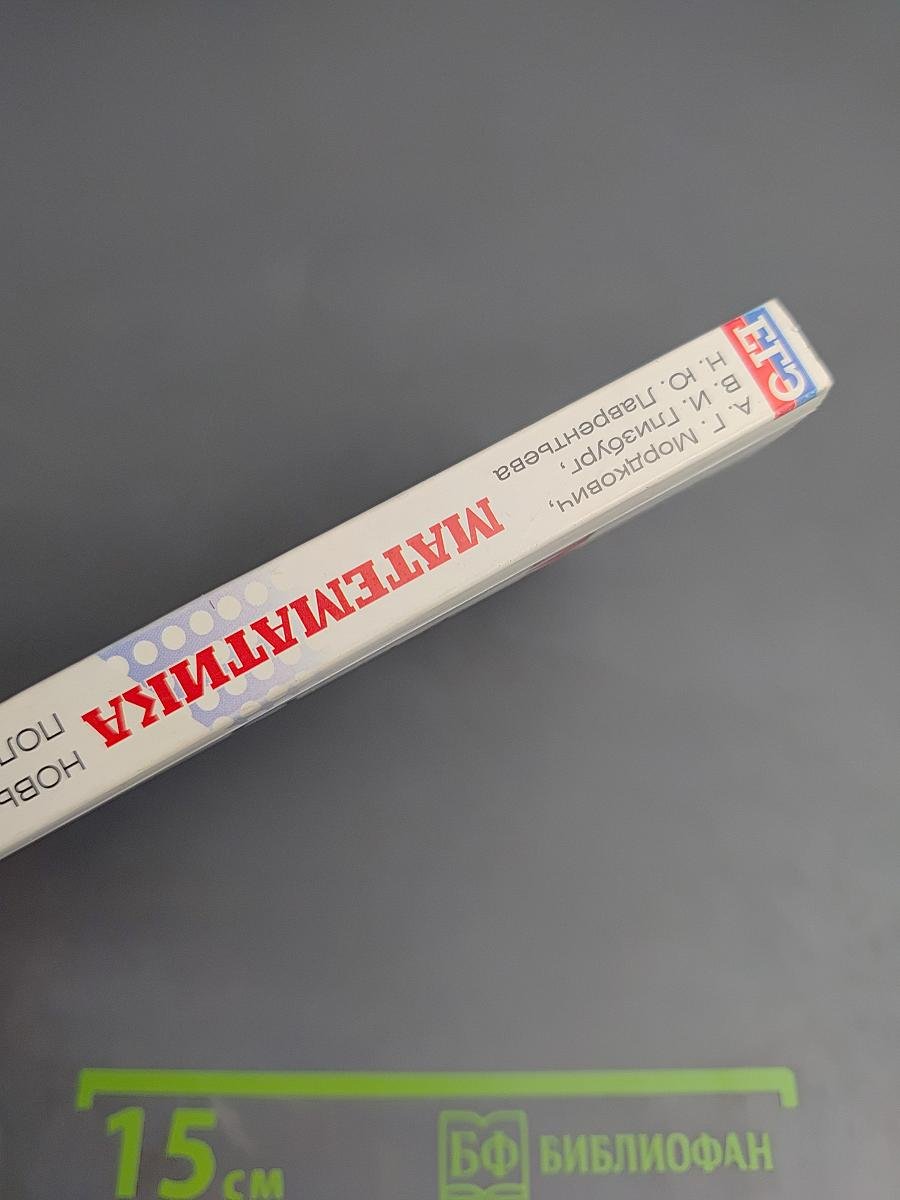 ЕГЭ
А. Г. Мордкович,
В. И. Глизбург,
Н. Ю. Лаврентьева
МАТЕМАТИКА
15 см
БФ БИБЛИОФАН